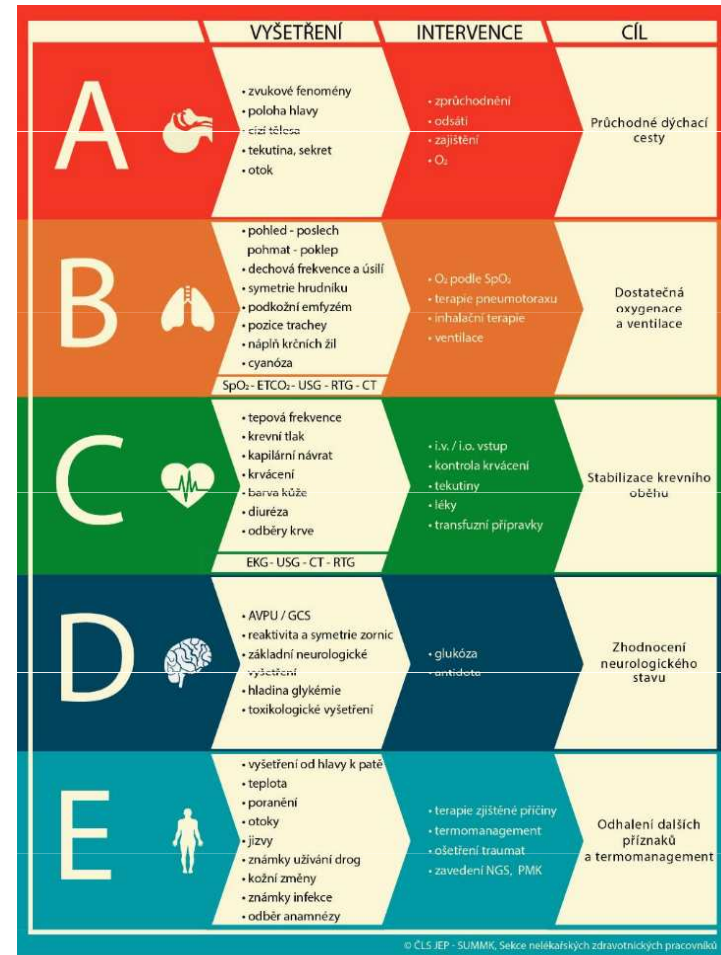 VYŠETŘENÍ
INTERVENCE
CÍL
A
• zvukové fenomény
• poloha hlavy
• cizí tělesa
• tekutina, sekret
• otok
• zprůchodnění
• odsátí
• zajištění
• O₂
Průchodné dýchací
cesty
B
• pohled - poslech
pohmat - poklep
• dechová frekvence a úsilí
• symetrie hrudníku
• podkožní emfyzém
• pozice trachey
• náplň krčních žil
• cyanóza
SpO₂ - ETCO₂ - USG - RTG - CT
• O₂ podle SpO₂
• terapie pneumotoraxu
• inhalační terapie
• ventilace
Dostatečná
oxygenace
a ventilace
C
• tepová frekvence
• krevní tlak
• kapilární návrat
• krvácení
• barva kůže
• diuréza
• odběry krve
EKG - USG - CT - RTG
• i.v. / i.o. vstup
• kontrola krvácení
• tekutiny
• léky
• transfuzní přípravky
Stabilizace krevního
oběhu
D
• AVPU / GCS
• reaktivita a symetrie zornic
• základní neurologické
vyšetření
• hladina glykémie
• toxikologické vyšetření
• glukóza
• antidota
Zhodnocení
neurologického
stavu
E
• vyšetření od hlavy k patě
• teplota
• poranění
• otoky
• jizvy
• známky užívání drog
• kožní změny
• známky infekce
• odběr anamnézy
• terapie zjištěné příčiny
• termomanagement
• ošetření traumat
• zavedení NGS, PMK
Odhalení dalších
příznaků
a termomanagement
© ČLS JEP - SUMMK, Sekce nelékařských zdravotnických pracovníků